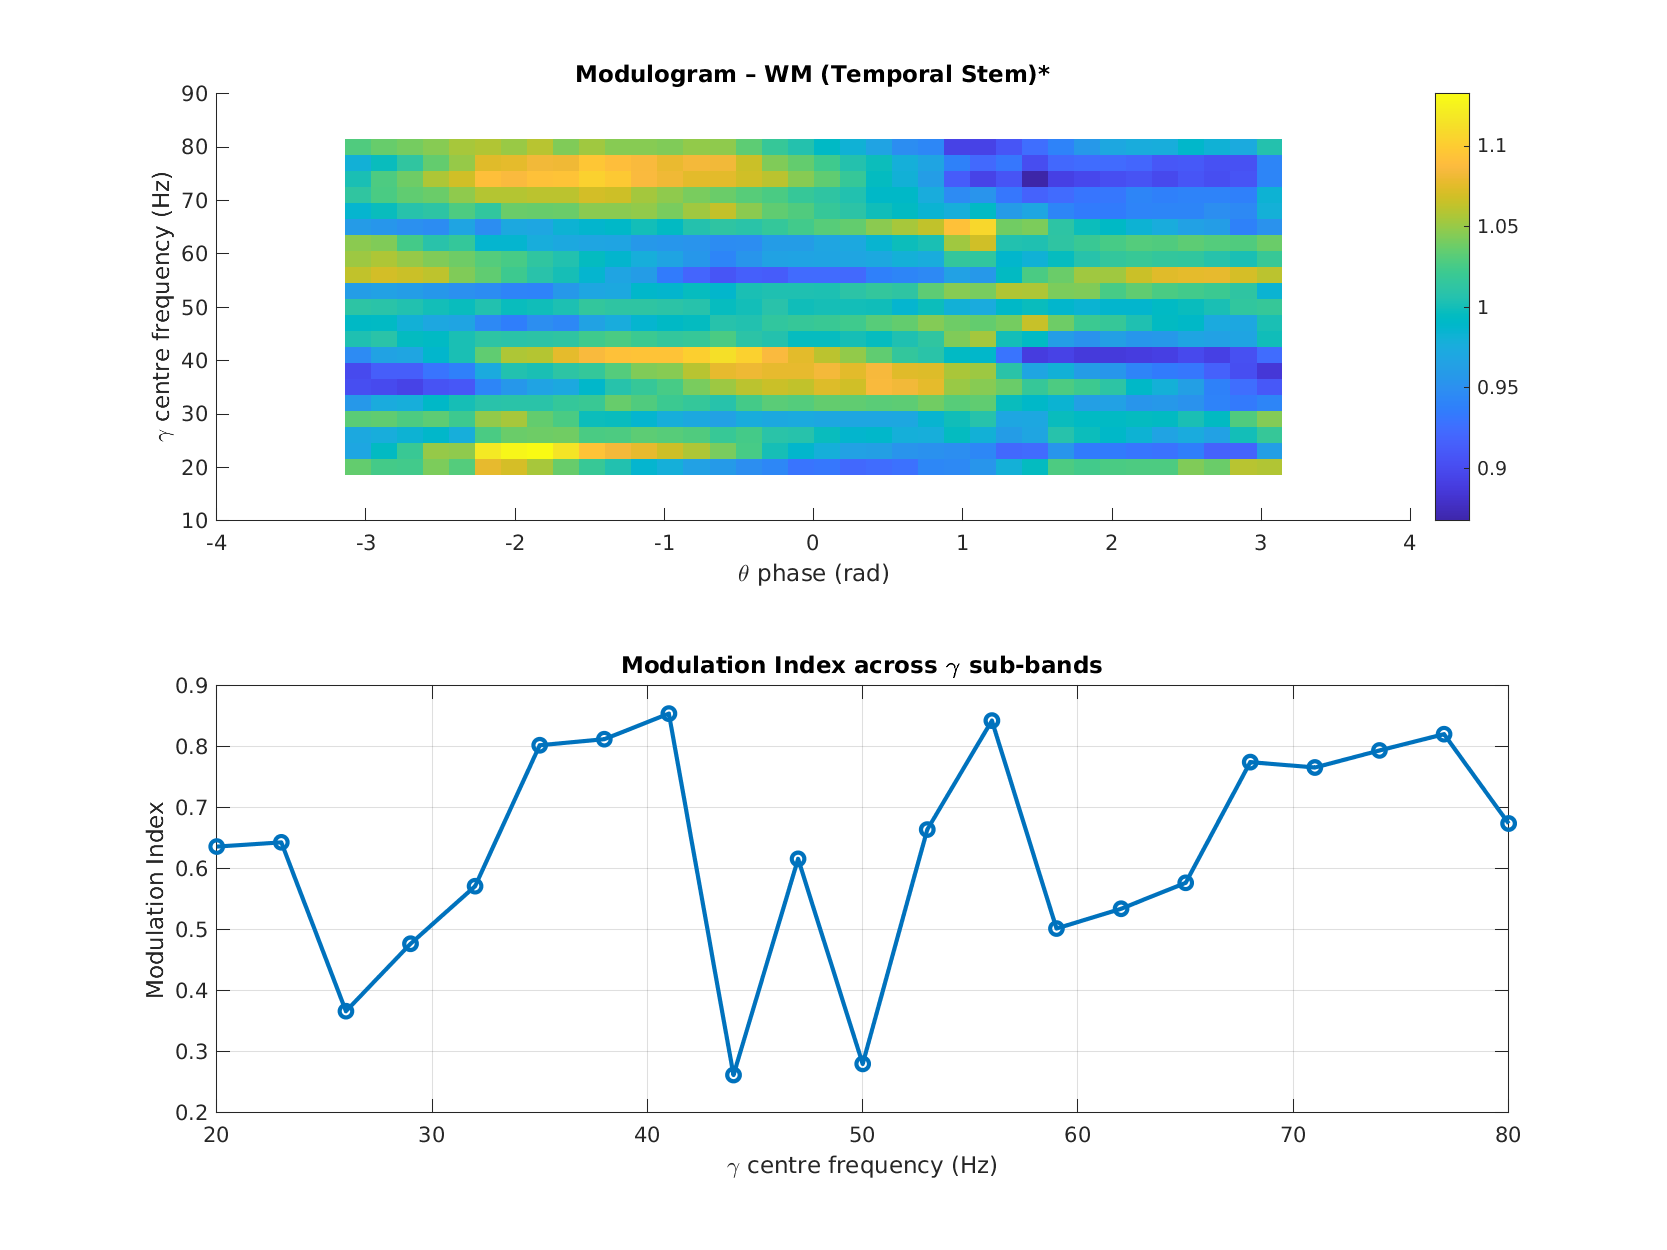 Modulogram – WM (Temporal Stem)*
90
80
70
60
50
40
30
20
10
γ centre frequency (Hz)
-4 -3 -2 -1 0 1 2 3 4
θ phase (rad)
1.1
1.05
1
0.95
0.9
Modulation Index across γ sub-bands
0.9
0.8
0.7
0.6
0.5
0.4
0.3
0.2
Modulation Index
20 30 40 50 60 70 80
γ centre frequency (Hz)